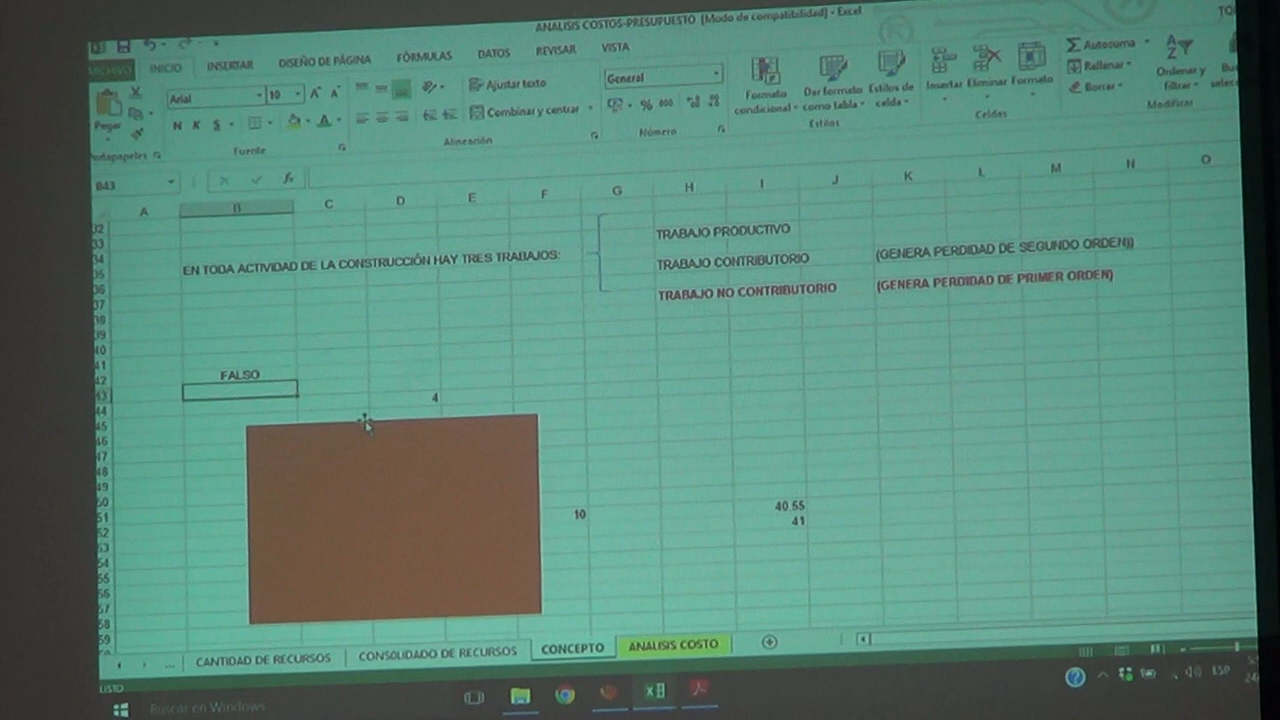 ANALISIS COSTOS-PRESUPUESTO [Modo de compatibilidad] - Excel
ARCHIVO INICIO INSERTAR DISEÑO DE PÁGINA FÓRMULAS DATOS REVISAR VISTA
Pegar
Portapapeles
Arial 10
N K S
Fuente
Ajustar texto
Combinar y centrar
Alineación
General
% 000
Número
Formato condicional
Dar formato como tabla
Estilos de celda
Estilos
Insertar Eliminar Formato
Celdas
Autosuma
Rellenar
Borrar
Ordenar y filtrar
Modificar
B43
fx
A B C D E F G H I J K L M N O
TRABAJO PRODUCTIVO
EN TODA ACTIVIDAD DE LA CONSTRUCCIÓN HAY TRES TRABAJOS:
TRABAJO CONTRIBUTORIO (GENERA PERDIDAD DE SEGUNDO ORDEN))
TRABAJO NO CONTRIBUTORIO (GENERA PERDIDAD DE PRIMER ORDEN)
FALSO
4
10
40.55
41
CANTIDAD DE RECURSOS CONSOLIDADO DE RECURSOS CONCEPTO ANALISIS COSTO
LISTO
Buscar en Windows
ESP